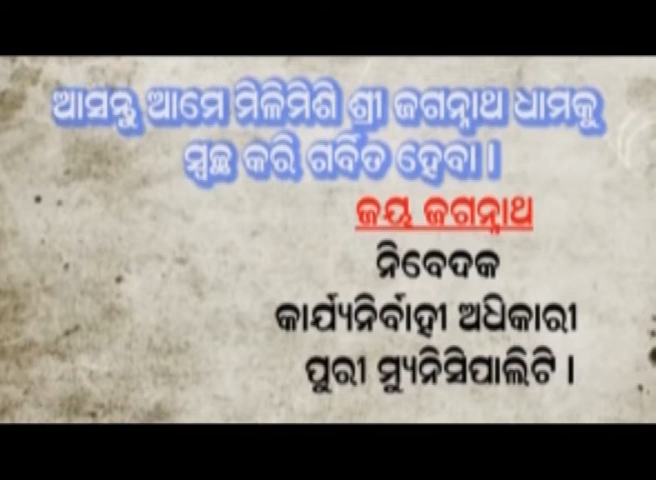 ଆସନ୍ତୁ ଆମେ ମିଳିମିଶି ଶ୍ରୀ ଜଗନ୍ନାଥ ଧାମକୁ
ସ୍ୱଚ୍ଛ କରି ଗର୍ବିତ ହେବା ।
ଜୟ ଜଗନ୍ନାଥ
ନିବେଦକ
କାର୍ଯ୍ୟନିର୍ବାହୀ ଅଧିକାରୀ
ପୁରୀ ମ୍ୟୁନିସିପାଲିଟି ।